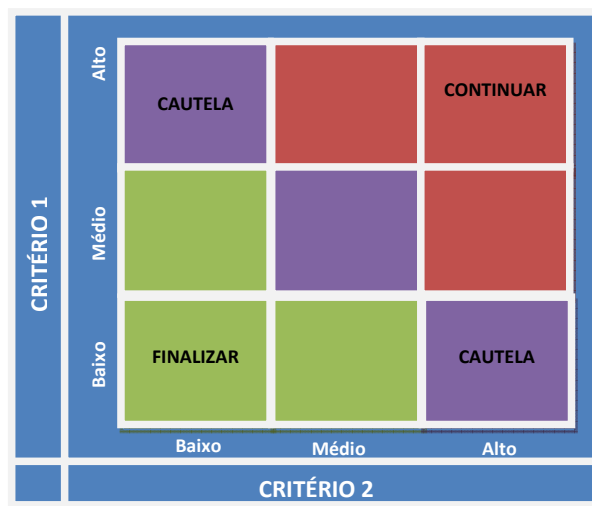 CRITÉRIO 1
Alto
CAUTELA
CONTINUAR
Médio
Baixo
FINALIZAR
CAUTELA
Baixo
Médio
Alto
CRITÉRIO 2